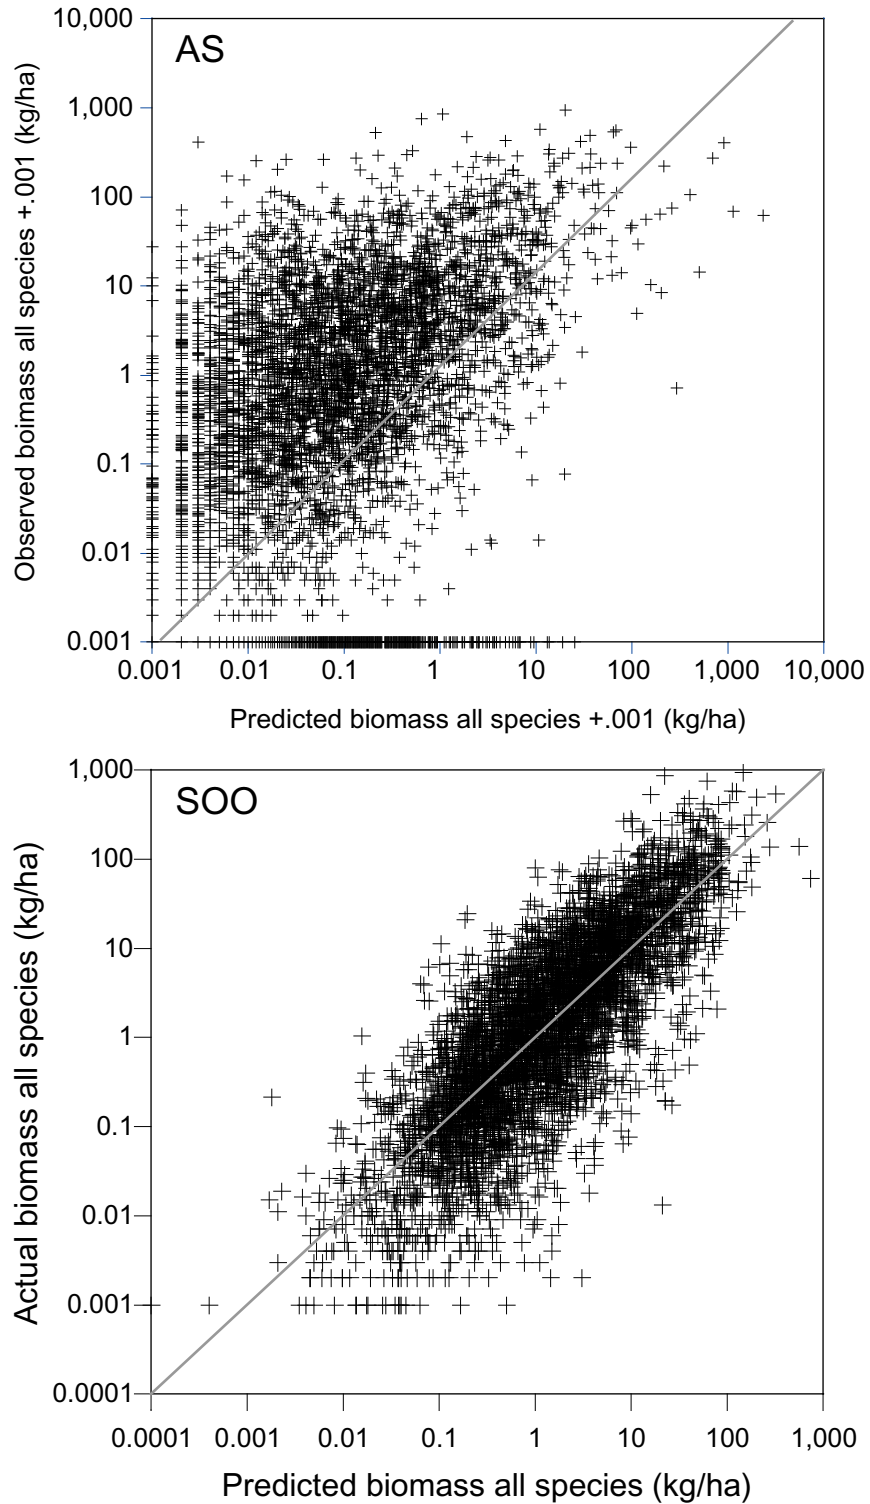 10,000
AS
1,000
100
10
1
0.1
0.01
0.001
Observed boimass all species +.001 (kg/ha)
0.001 0.01 0.1 1 10 100 1,000 10,000
Predicted biomass all species +.001 (kg/ha)
1,000
SOO
100
10
1
0.1
0.01
0.001
0.0001
Actual biomass all species (kg/ha)
0.0001 0.001 0.01 0.1 1 10 100 1,000
Predicted biomass all species (kg/ha)